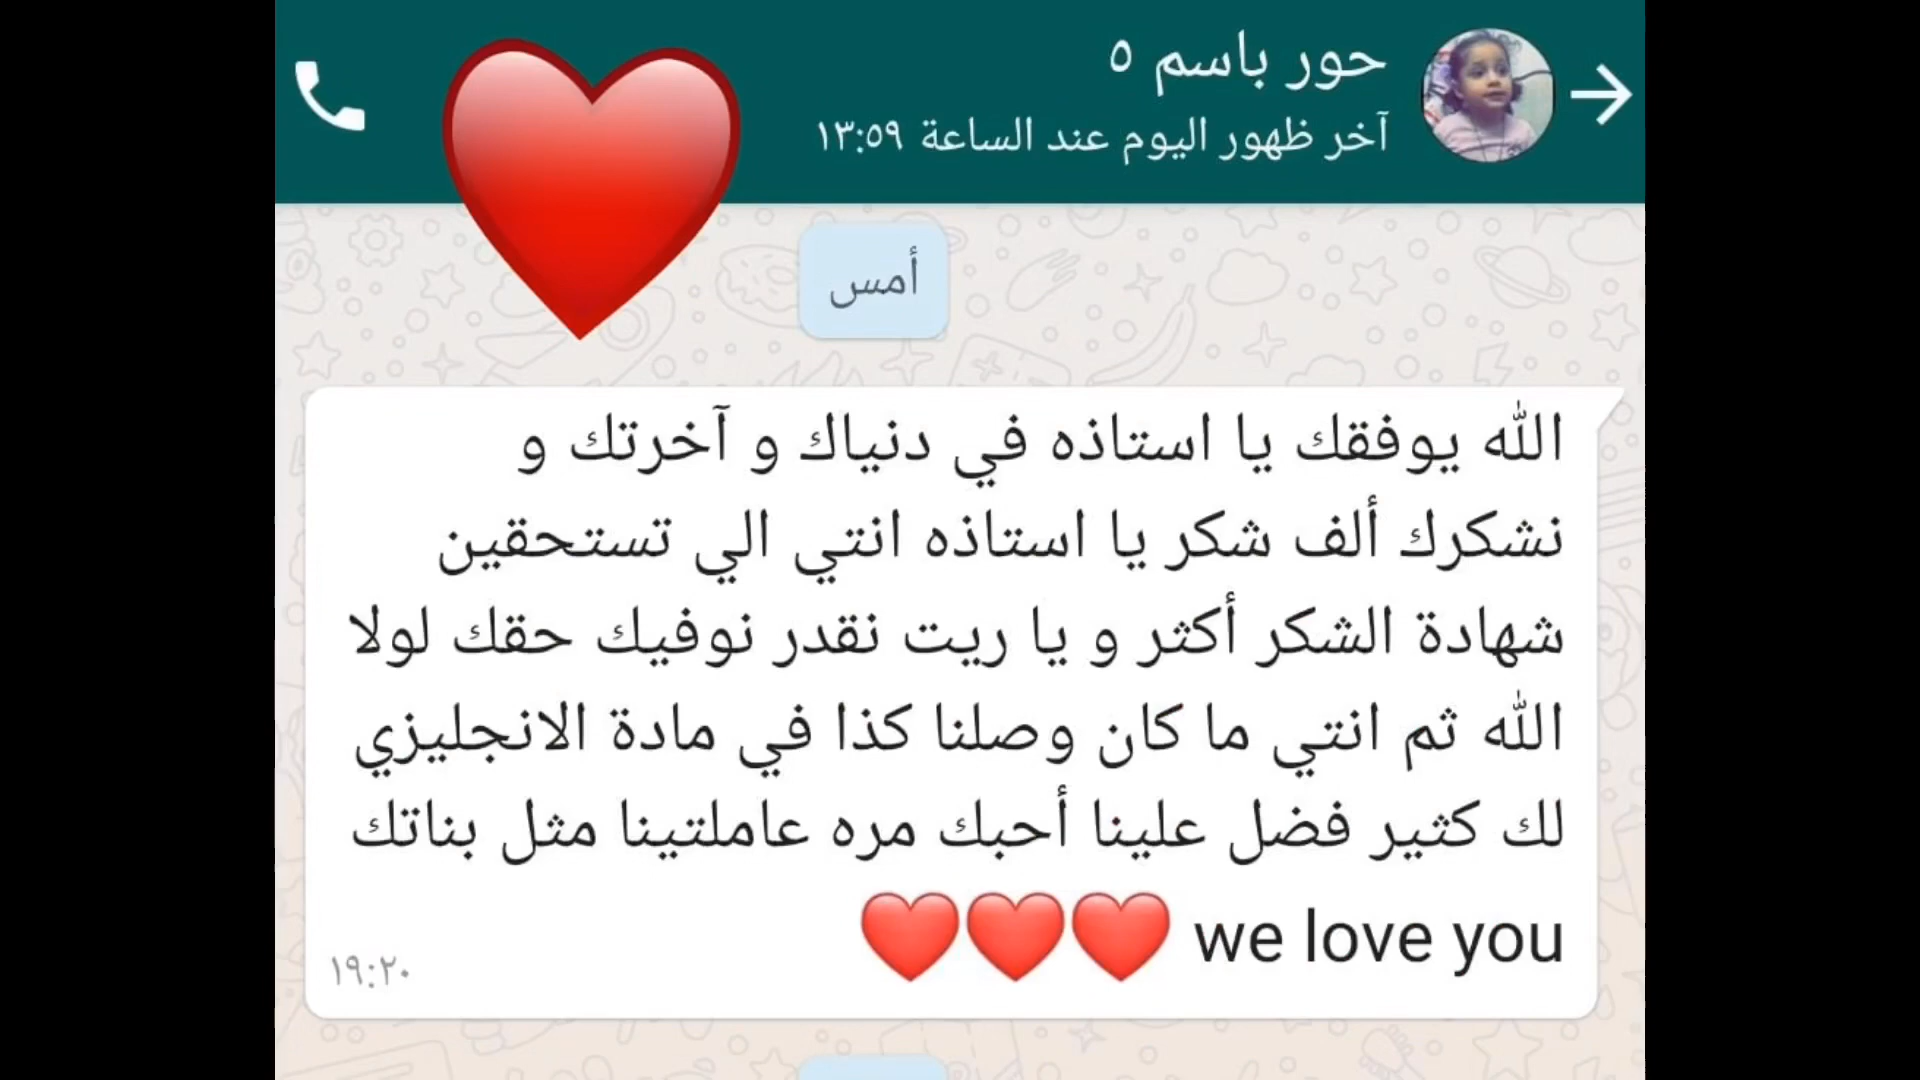 حور باسم ٥
آخر ظهور اليوم عند الساعة ١٣:٥٩
أمس
الله يوفقك يا استاذه في دنياك و آخرتك و
نشكرك ألف شكر يا استاذه انتي الي تستحقين
شهادة الشكر أكثر و يا ريت نقدر نوفيك حقك لولا
الله ثم انتي ما كان وصلنا كذا في مادة الانجليزي
لك كثير فضل علينا أحبك مره عاملتينا مثل بناتك
we love you ❤️❤️❤️
١٩:٢٠